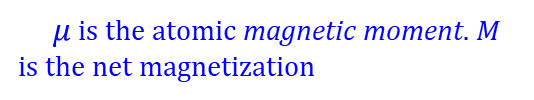 μ is the atomic magnetic moment. M
is the net magnetization